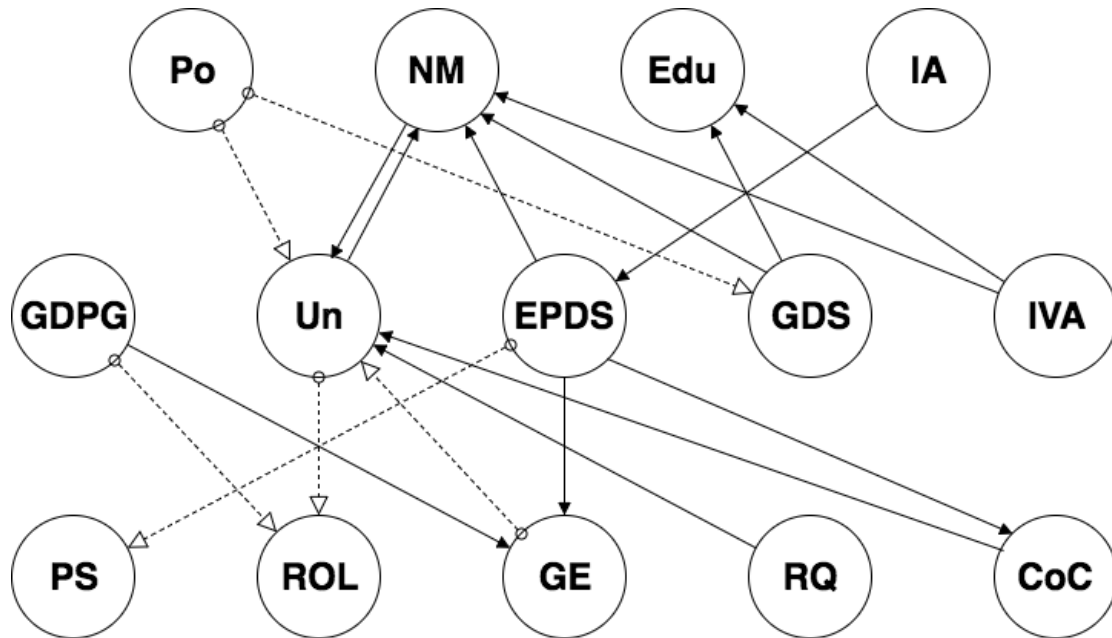 Po
NM
Edu
IA
GDPG
Un
EPDS
GDS
IVA
PS
ROL
GE
RQ
CoC